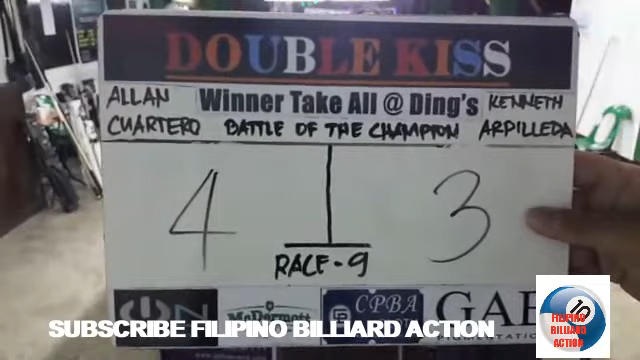 DOUBLE KISS
ALLAN CUARTERO
Winner Take All @ Ding's
BATTLE OF THE CHAMPION
KENNETH ARPILLEDA
4
3
RACE-9
CPBA
McDermott
SUBSCRIBE FILIPINO BILLIARD ACTION
FILIPINO
BILLIARD
ACTION